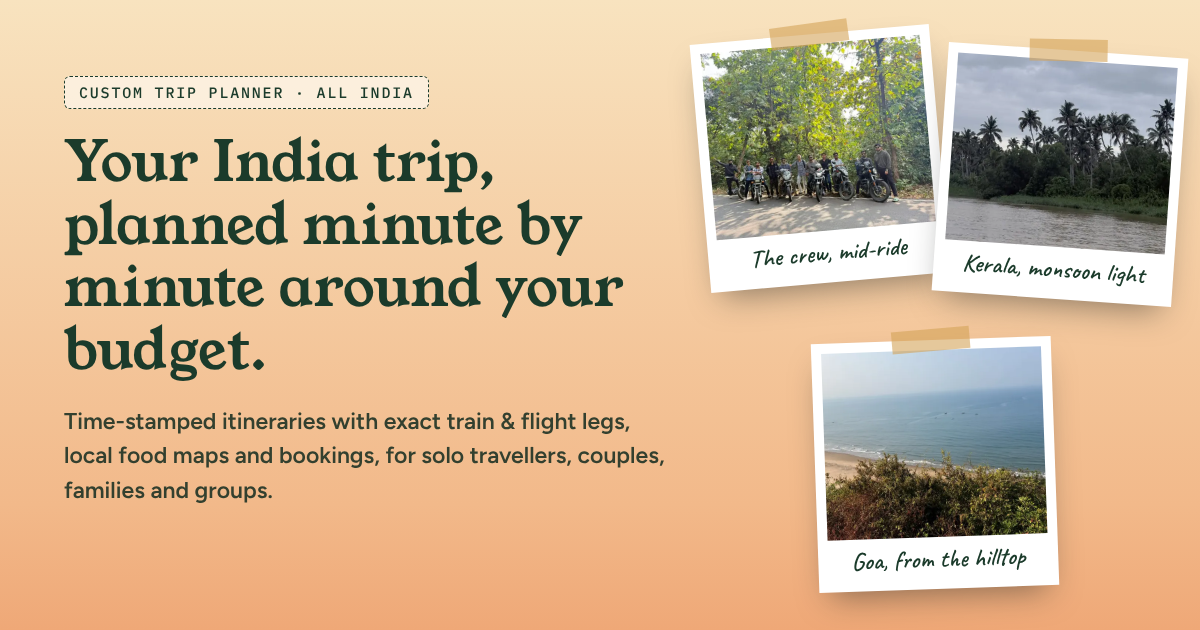 CUSTOM TRIP PLANNER · ALL INDIA
Your India trip,
planned minute by
minute around your
budget.
Time-stamped itineraries with exact train & flight legs,
local food maps and bookings, for solo travellers, couples,
families and groups.
The crew, mid-ride
Kerala, monsoon light
Goa, from the hilltop